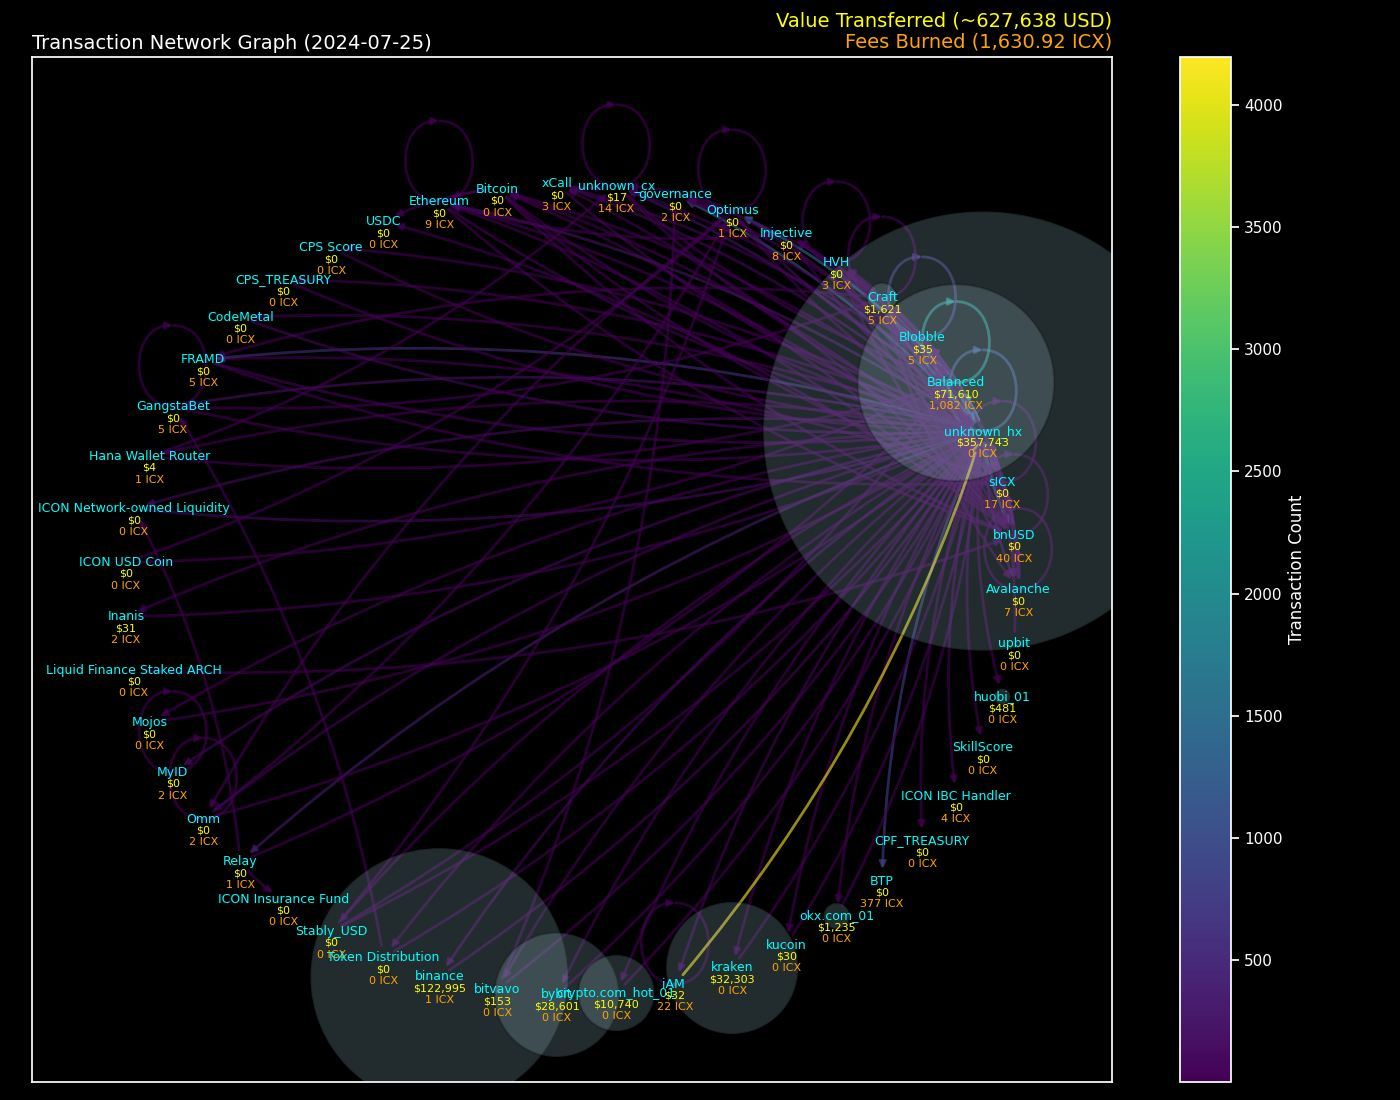 Value Transferred (~627,638 USD)
Transaction Network Graph (2024-07-25)
Fees Burned (1,630.92 ICX)
xCall
$0
3 ICX
unknown_cx
$17
14 ICX
governance
$0
2 ICX
Bitcoin
$0
0 ICX
Ethereum
$0
9 ICX
Optimus
$0
1 ICX
USDC
$0
0 ICX
Injective
$0
8 ICX
CPS Score
$0
0 ICX
HVH
$0
3 ICX
CPS_TREASURY
$0
0 ICX
Craft
$1,621
5 ICX
CodeMetal
$0
0 ICX
Blobble
$35
5 ICX
FRAMD
$0
5 ICX
Balanced
$71,610
1,082 ICX
GangstaBet
$0
5 ICX
unknown_hx
$357,743
0 ICX
Hana Wallet Router
$4
1 ICX
sICX
$0
17 ICX
ICON Network-owned Liquidity
$0
0 ICX
bnUSD
$0
40 ICX
ICON USD Coin
$0
0 ICX
Avalanche
$0
7 ICX
Inanis
$31
2 ICX
upbit
$0
0 ICX
Liquid Finance Staked ARCH
$0
0 ICX
huobi_01
$481
0 ICX
Mojos
$0
0 ICX
SkillScore
$0
0 ICX
MyID
$0
2 ICX
ICON IBC Handler
$0
4 ICX
Omm
$0
2 ICX
CPF_TREASURY
$0
0 ICX
Relay
$0
1 ICX
BTP
$0
377 ICX
ICON Insurance Fund
$0
0 ICX
okx.com_01
$1,235
0 ICX
Stably_USD
$0
0 ICX
kucoin
$30
0 ICX
Token Distribution
$0
0 ICX
kraken
$32,303
0 ICX
binance
$122,995
1 ICX
iAM
$32
22 ICX
bitvavo
$153
0 ICX
bybit
$28,601
0 ICX
crypto.com_hot_01
$10,740
0 ICX
4000
3500
3000
2500
2000
1500
1000
500
Transaction Count